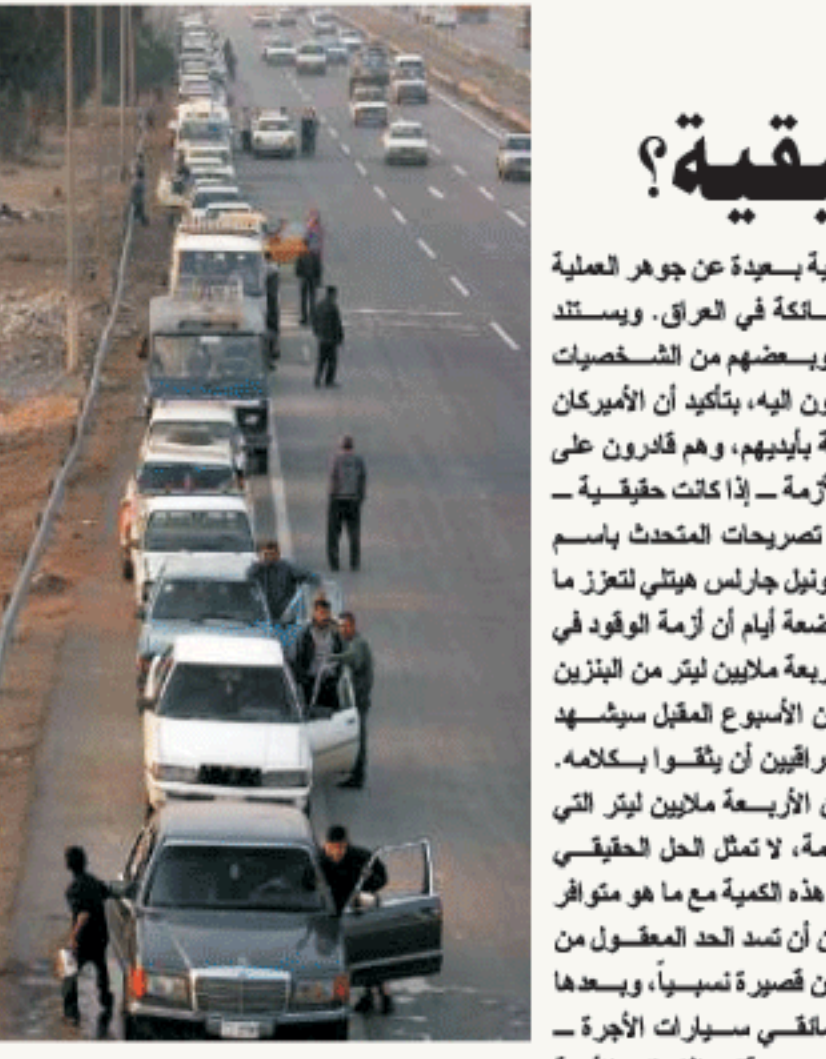 بقية؟
ية بعيدة عن جوهر العملية
ـائكة في العراق. ويستند
وبعضهم من الشخصيات
ون اليه، بتأكيد أن الأميركان
ة بأيديهم، وهم قادرون على
أزمة ــ إذا كانت حقيقية ــ
تصريحات المتحدث باسم
ونيل جارلس هيتلي لتعزز ما
ضعة أيام أن أزمة الوقود في
ربعة ملايين ليتر من البنزين
ن الأسبوع المقبل سيشهد
راقيين أن يثقوا بكلامه.
ن الأربعة ملايين ليتر التي
مة، لا تمثل الحل الحقيقي
هذه الكمية مع ما هو متوافر
ن أن تسد الحد المعقول من
ن قصيرة نسبياً، وبعدها
سائقي سيارات الأجرة ــ